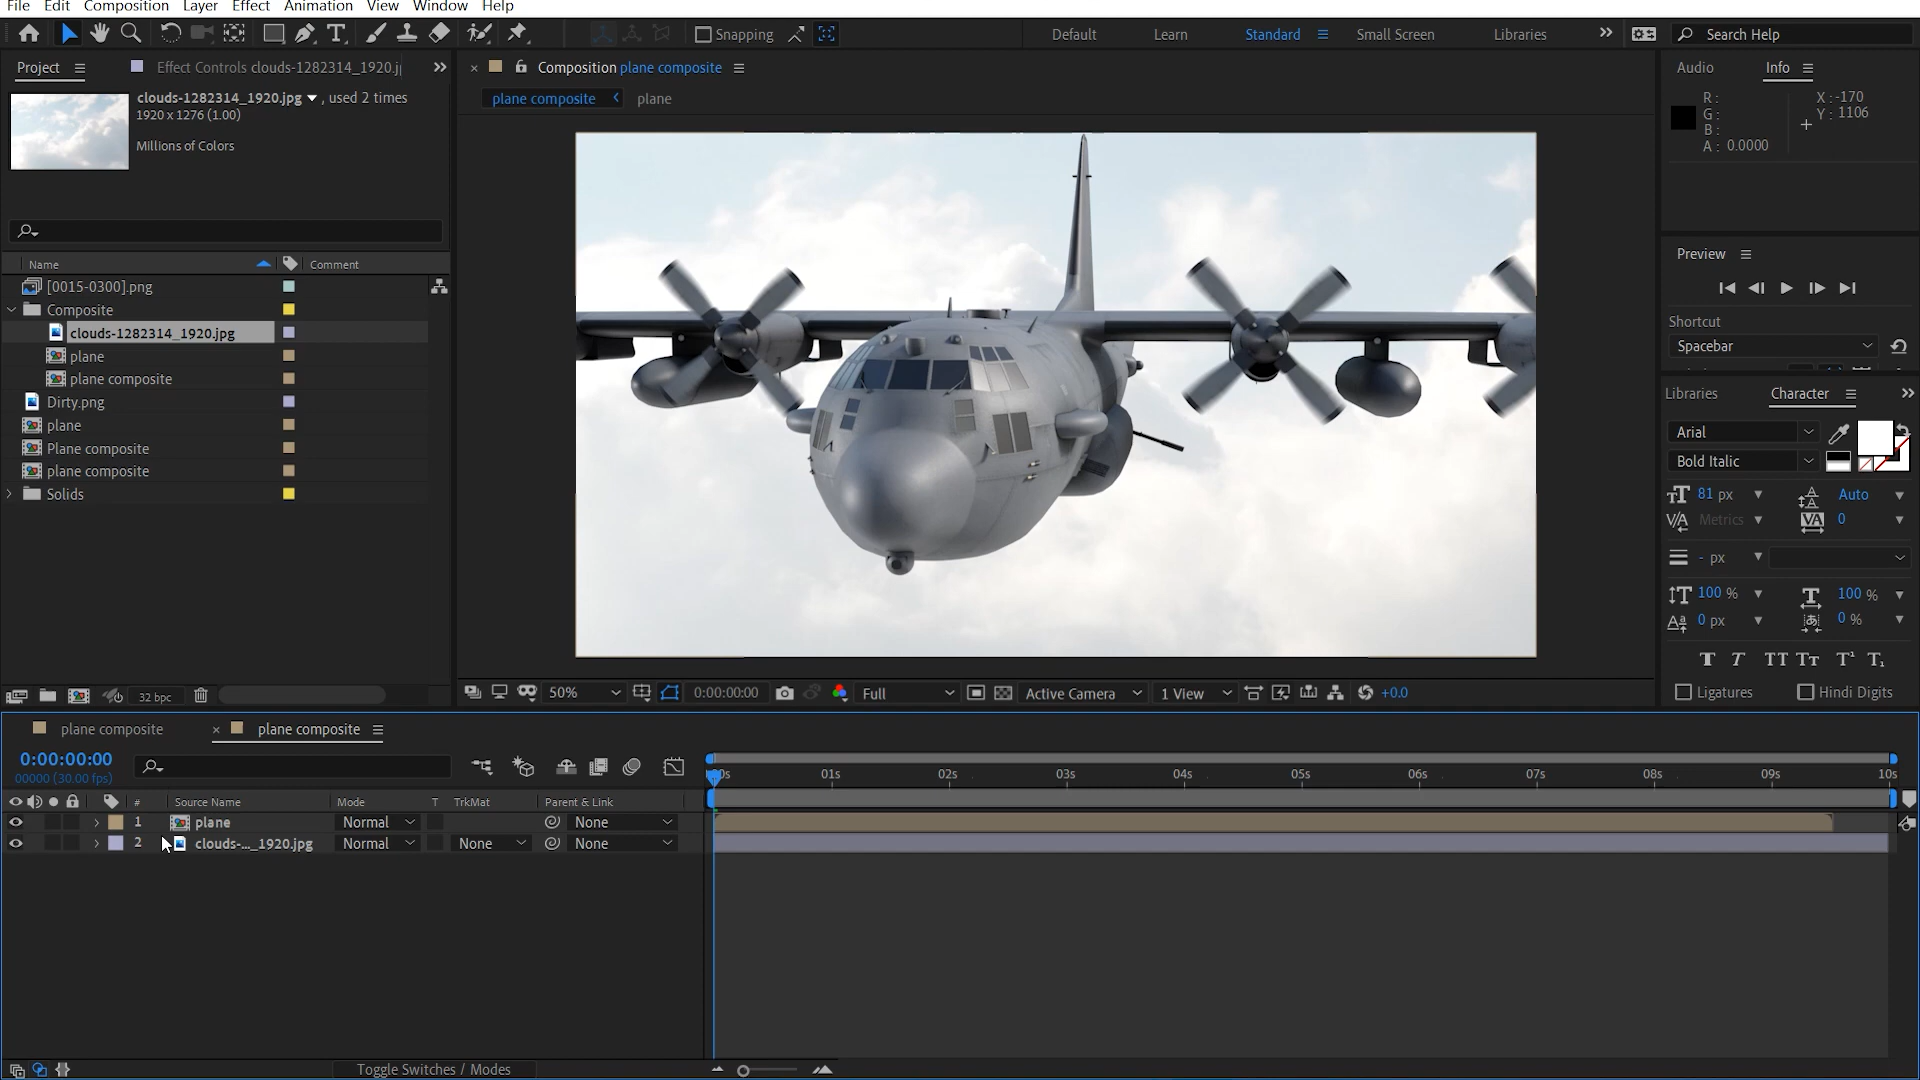 File Edit Composition Layer Effect Animation View Window Help
Snapping
Default Learn Standard Small Screen Libraries
Search Help
Project
Effect Controls clouds-1282314_1920.j
clouds-1282314_1920.jpg , used 2 times
1920 x 1276 (1.00)
Millions of Colors
Name Comment
[0015-0300].png
Composite
clouds-1282314_1920.jpg
plane
plane composite
Dirty.png
plane
Plane composite
plane composite
Solids
32 bpc
Composition plane composite
plane composite plane
50% 0:00:00:00 Full Active Camera 1 View +0.0
Audio Info
R :
G :
B :
A : 0.0000
X : -170
Y : 1106
Preview
Shortcut
Spacebar
Libraries Character
Arial
Bold Italic
81 px Auto
Metrics 0
- px
100 % 100 %
0 px 0 %
T T TT Tt T¹ T₁
Ligatures Hindi Digits
plane composite plane composite
0:00:00:00
00000 (30.00 fps)
0s 01s 02s 03s 04s 05s 06s 07s 08s 09s 10s
# Source Name Mode T TrkMat Parent & Link
1 plane Normal None
2 clouds-..._1920.jpg Normal None None
Toggle Switches / Modes